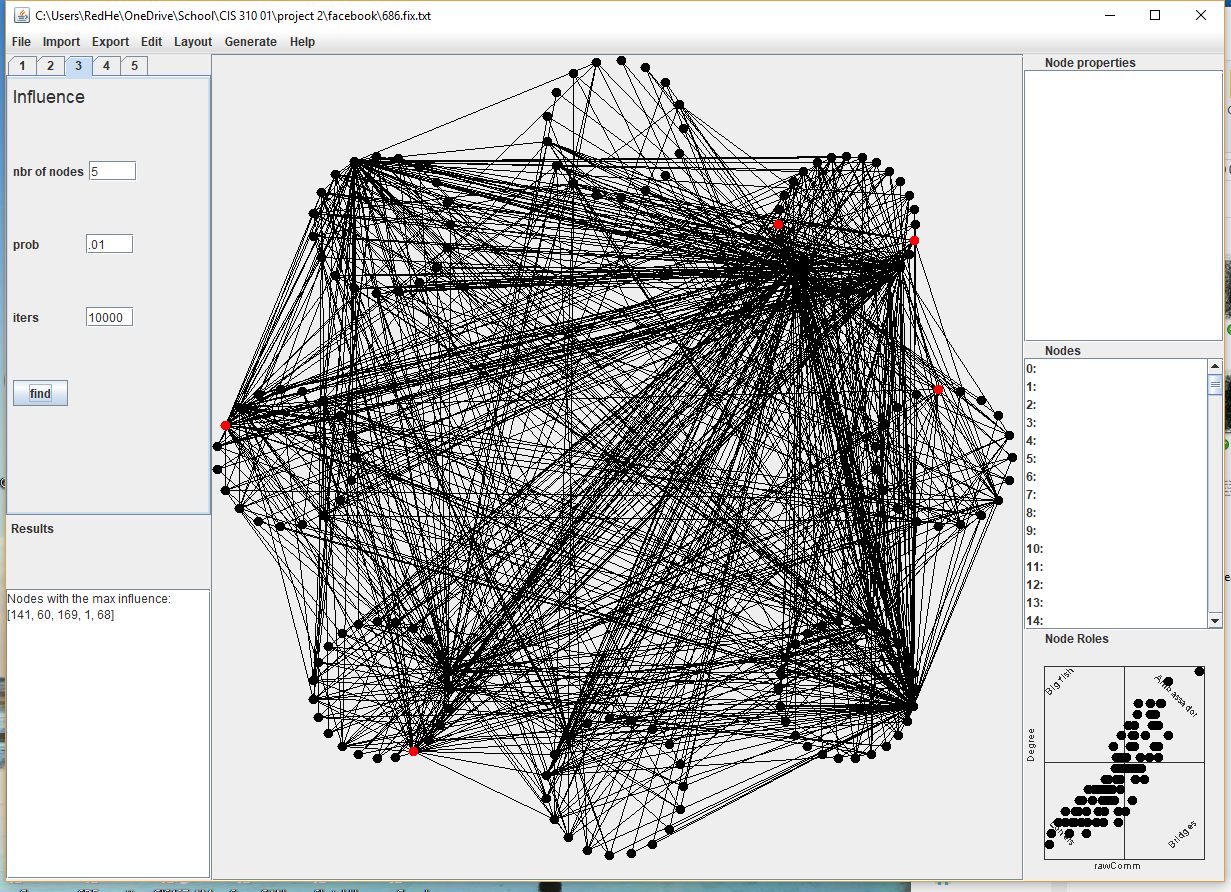 C:\Users\RedHe\OneDrive\School\CIS 310 01\project 2\facebook\686.fix.txt
File Import Export Edit Layout Generate Help
1 2 3 4 5
Influence
nbr of nodes 5
prob .01
iters 10000
find
Results
Nodes with the max influence:
[141, 60, 169, 1, 68]
Node properties
Nodes
0:
1:
2:
3:
4:
5:
6:
7:
8:
9:
10:
11:
12:
13:
14:
Node Roles
Big fish
Ambassador
Degree
Bridges
rawComm